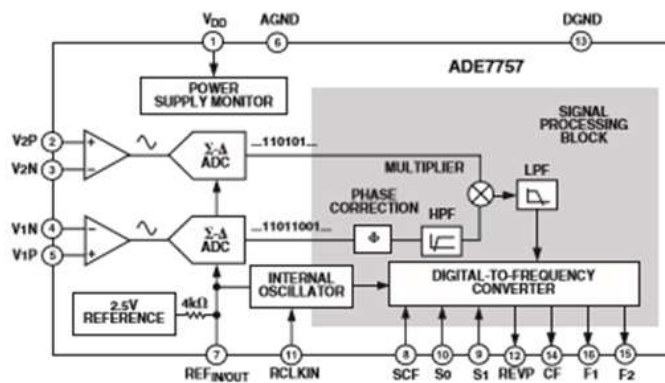 VDD
AGND
DGND
1
6
13
ADE7757
POWER
SUPPLY MONITOR
SIGNAL
PROCESSING
BLOCK
V2P 2
+
Σ-Δ
ADC
...110101...
V2N 3
–
MULTIPLIER
LPF
PHASE
CORRECTION
HPF
V1N 4
–
Σ-Δ
ADC
...11011001...
Φ
V1P 5
+
INTERNAL
OSCILLATOR
DIGITAL-TO-FREQUENCY
CONVERTER
2.5V
REFERENCE
4kΩ
7
11
8
10
9
12
14
16
15
REFIN/OUT
RCLKIN
SCF
S0
S1
REVP
CF
F1
F2